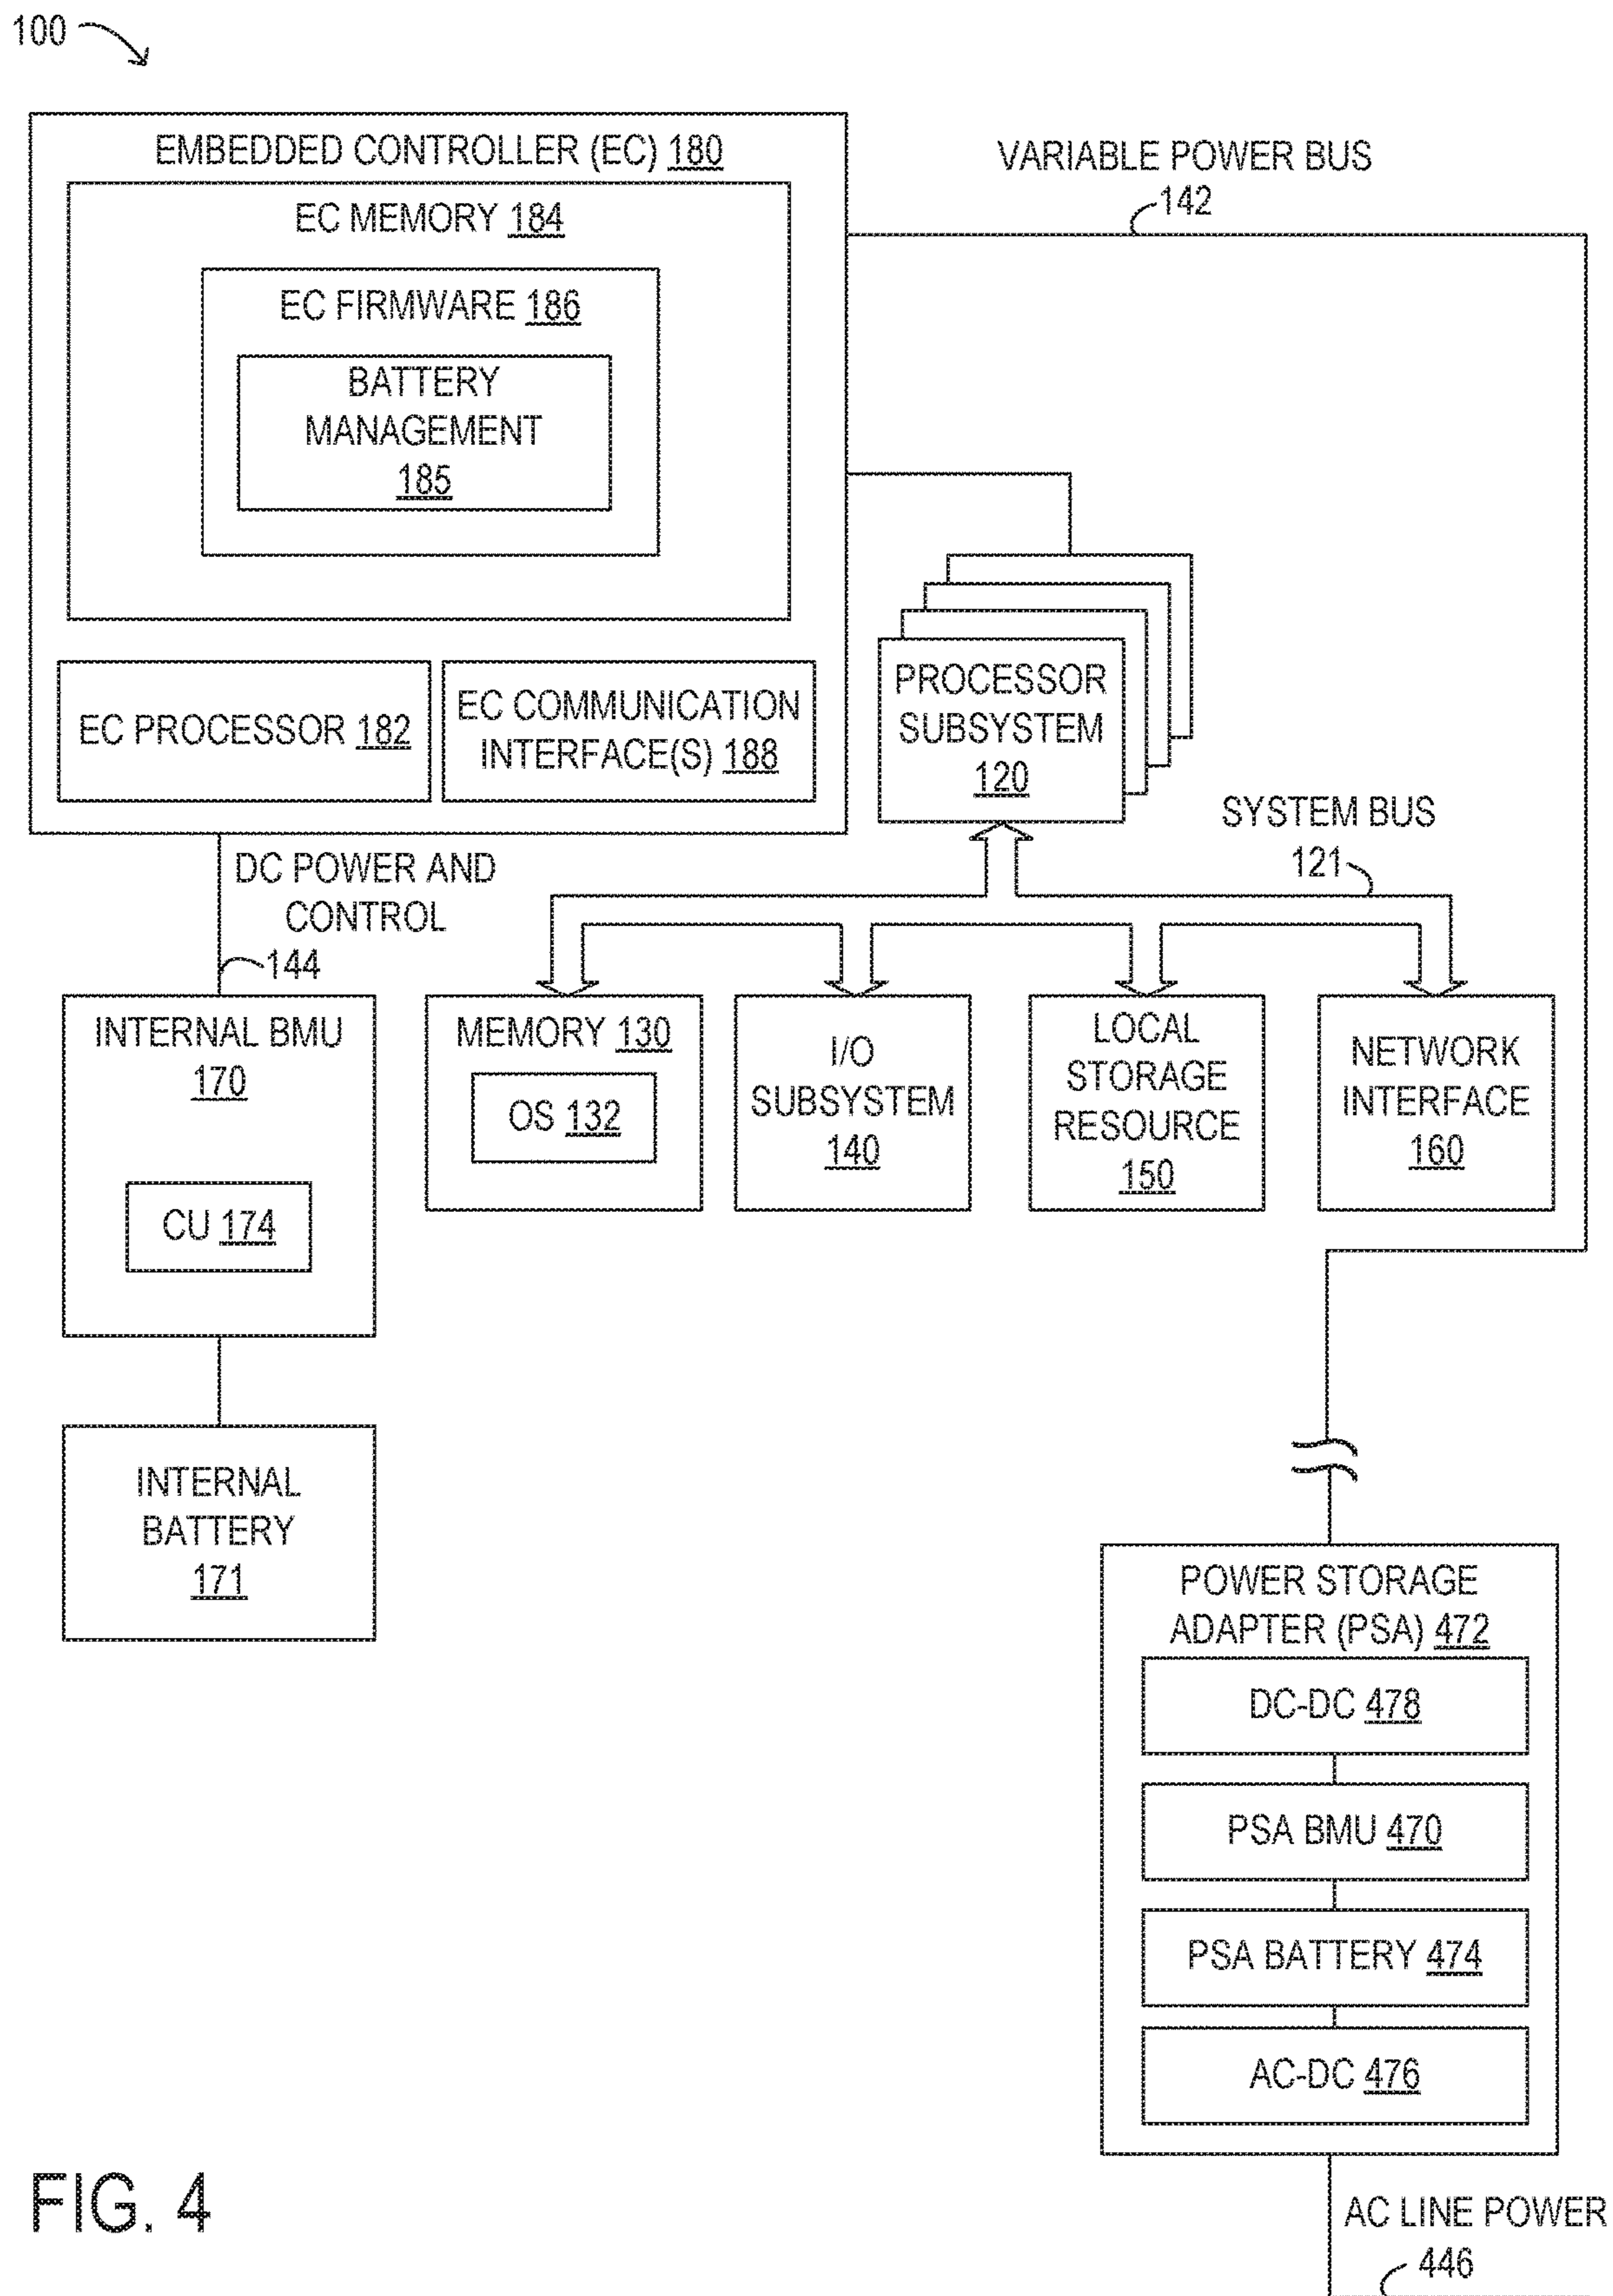 100
EMBEDDED CONTROLLER (EC) 180
EC MEMORY 184
EC FIRMWARE 186
BATTERY
MANAGEMENT
185
EC PROCESSOR 182
EC COMMUNICATION
INTERFACE(S) 188
VARIABLE POWER BUS
142
PROCESSOR
SUBSYSTEM
120
SYSTEM BUS
121
DC POWER AND
CONTROL
144
INTERNAL BMU
170
CU 174
MEMORY 130
OS 132
I/O
SUBSYSTEM
140
LOCAL
STORAGE
RESOURCE
150
NETWORK
INTERFACE
160
INTERNAL
BATTERY
171
POWER STORAGE
ADAPTER (PSA) 472
DC-DC 478
PSA BMU 470
PSA BATTERY 474
AC-DC 476
AC LINE POWER
446
FIG. 4